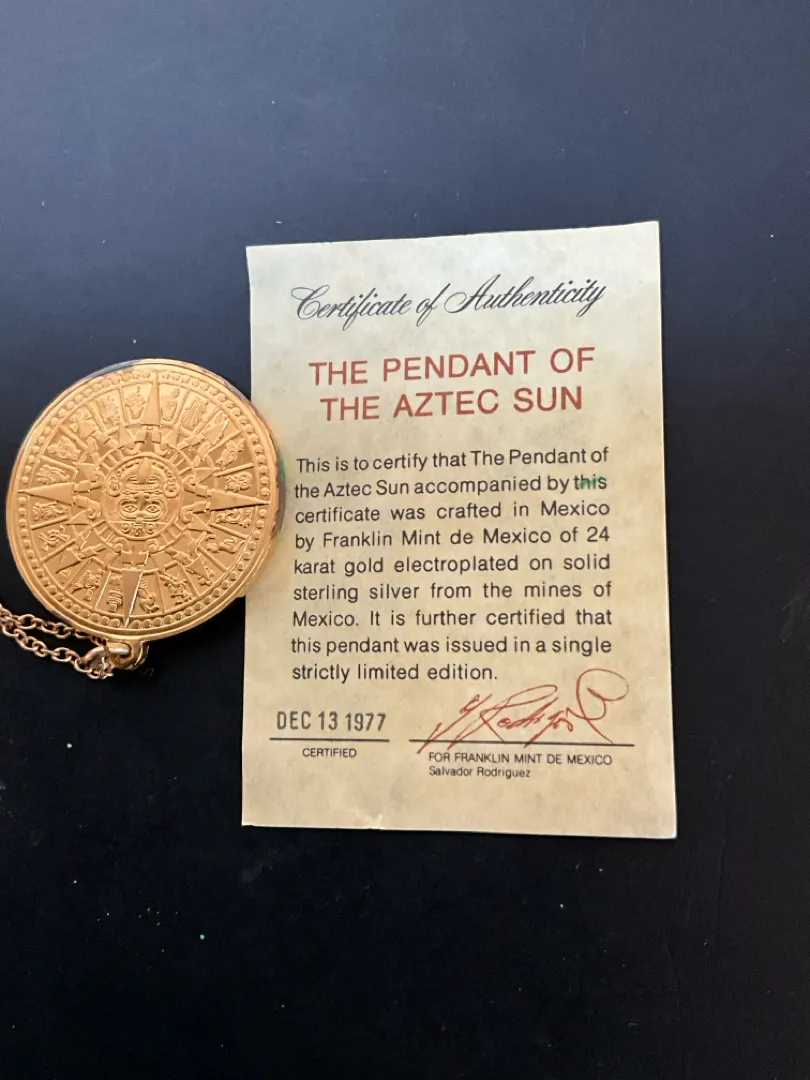 Certificate of Authenticity
THE PENDANT OF
THE AZTEC SUN
This is to certify that The Pendant of
the Aztec Sun accompanied by this
certificate was crafted in Mexico
by Franklin Mint de Mexico of 24
karat gold electroplated on solid
sterling silver from the mines of
Mexico. It is further certified that
this pendant was issued in a single
strictly limited edition.
DEC 13 1977
CERTIFIED
FOR FRANKLIN MINT DE MEXICO
Salvador Rodriguez